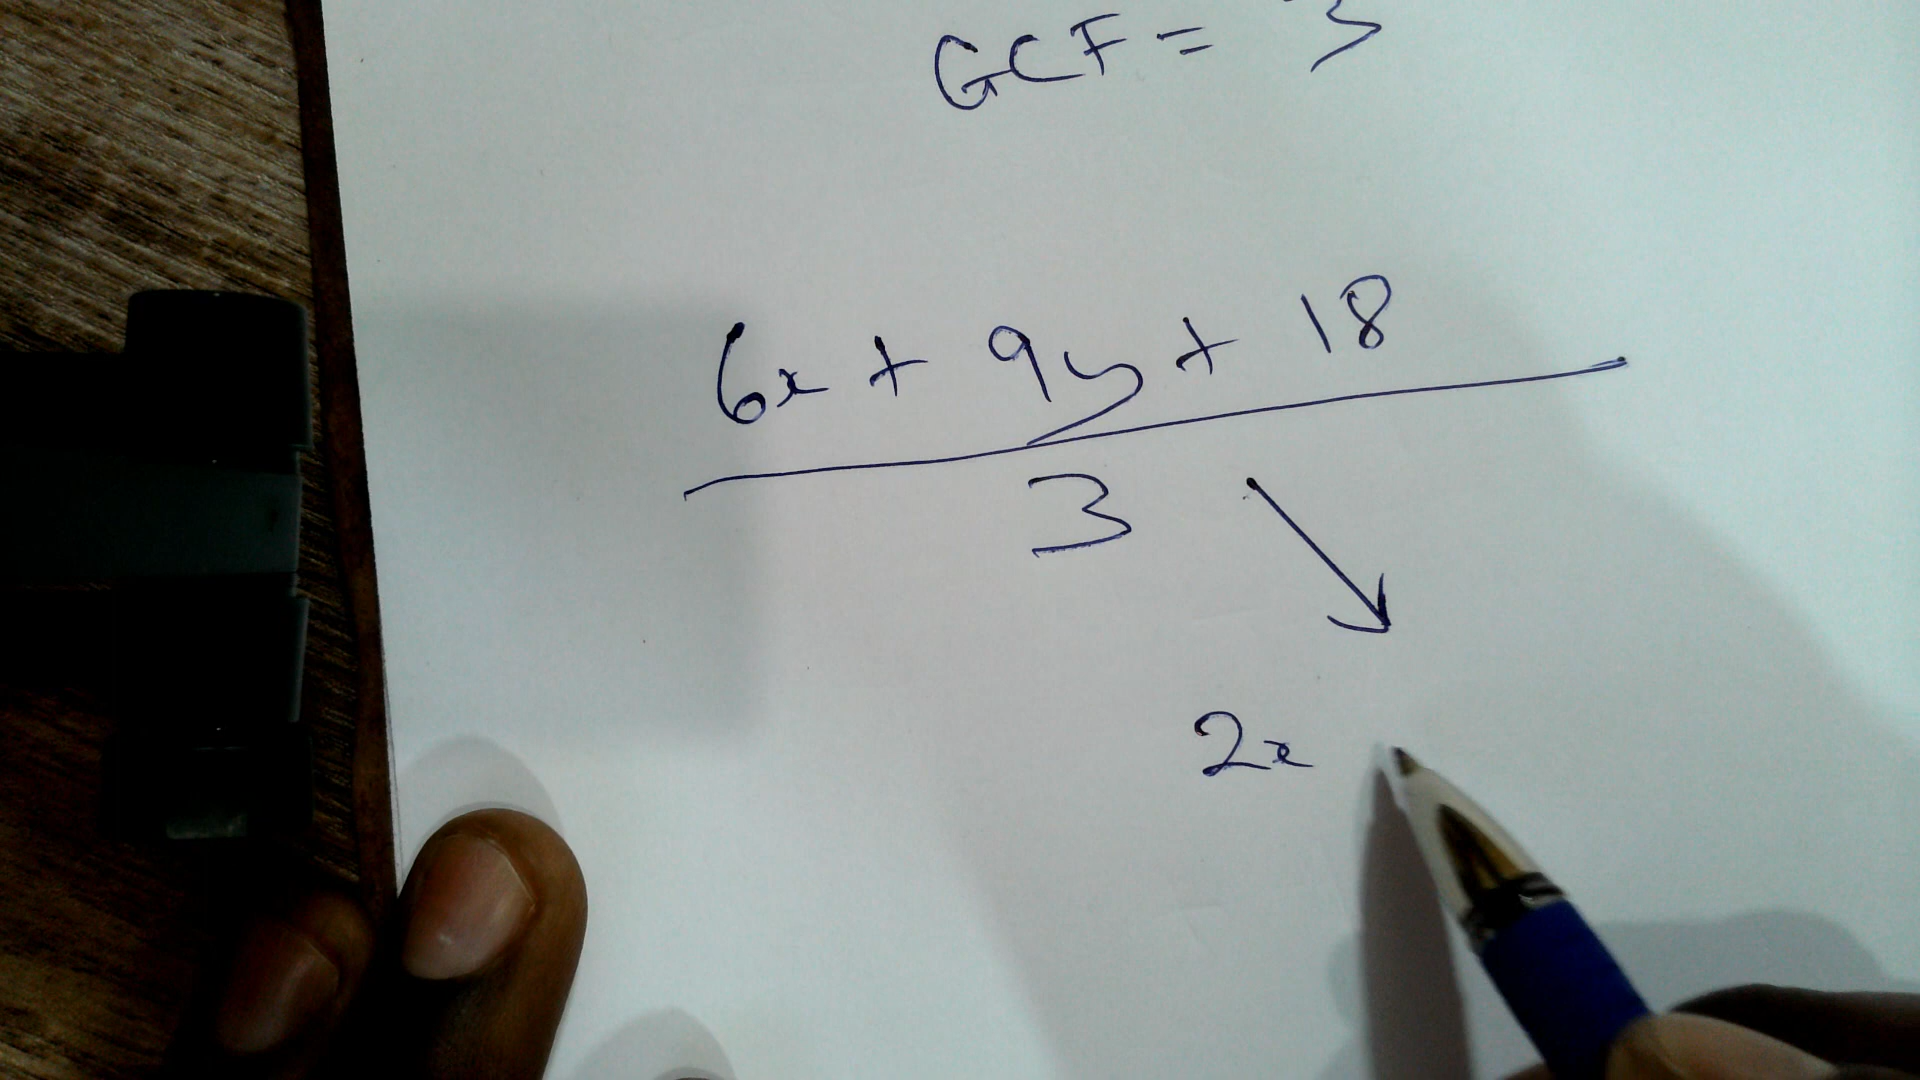 GCF = 3
6x + 9y + 18
3
2x